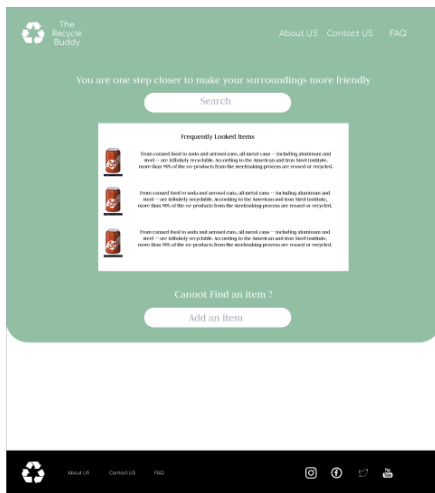 The
Recycle
Buddy
About US Contact US FAQ
You are one step closer to make your surroundings more friendly
Search
Frequently Looked Items
From canned food to soda and aerosol cans, all metal cans — including aluminum and
steel — are infinitely recyclable. According to the American and Iron Steel Institute,
more than 90% of the co-products from the steelmaking process are reused or recycled.
From canned food to soda and aerosol cans, all metal cans — including aluminum and
steel — are infinitely recyclable. According to the American and Iron Steel Institute,
more than 90% of the co-products from the steelmaking process are reused or recycled.
From canned food to soda and aerosol cans, all metal cans — including aluminum and
steel — are infinitely recyclable. According to the American and Iron Steel Institute,
more than 90% of the co-products from the steelmaking process are reused or recycled.
Cannot Find an item ?
Add an Item
About US Contact US FAQ